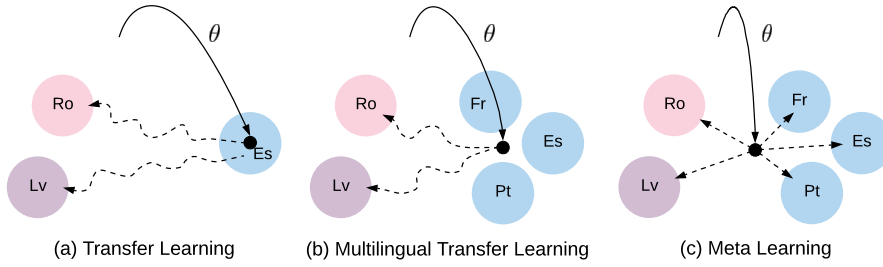 θ
Ro
Es
Lv
(a) Transfer Learning
θ
Ro
Fr
Es
Lv
Pt
(b) Multilingual Transfer Learning
θ
Ro
Fr
Es
Lv
Pt
(c) Meta Learning